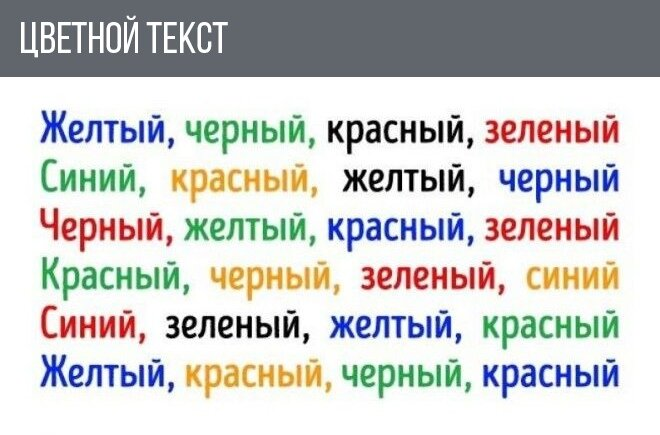 ЦВЕТНОЙ ТЕКСТ
Желтый, черный, красный, зеленый
Синий, красный, желтый, черный
Черный, желтый, красный, зеленый
Красный, черный, зеленый, синий
Синий, зеленый, желтый, красный
Желтый, красный, черный, красный